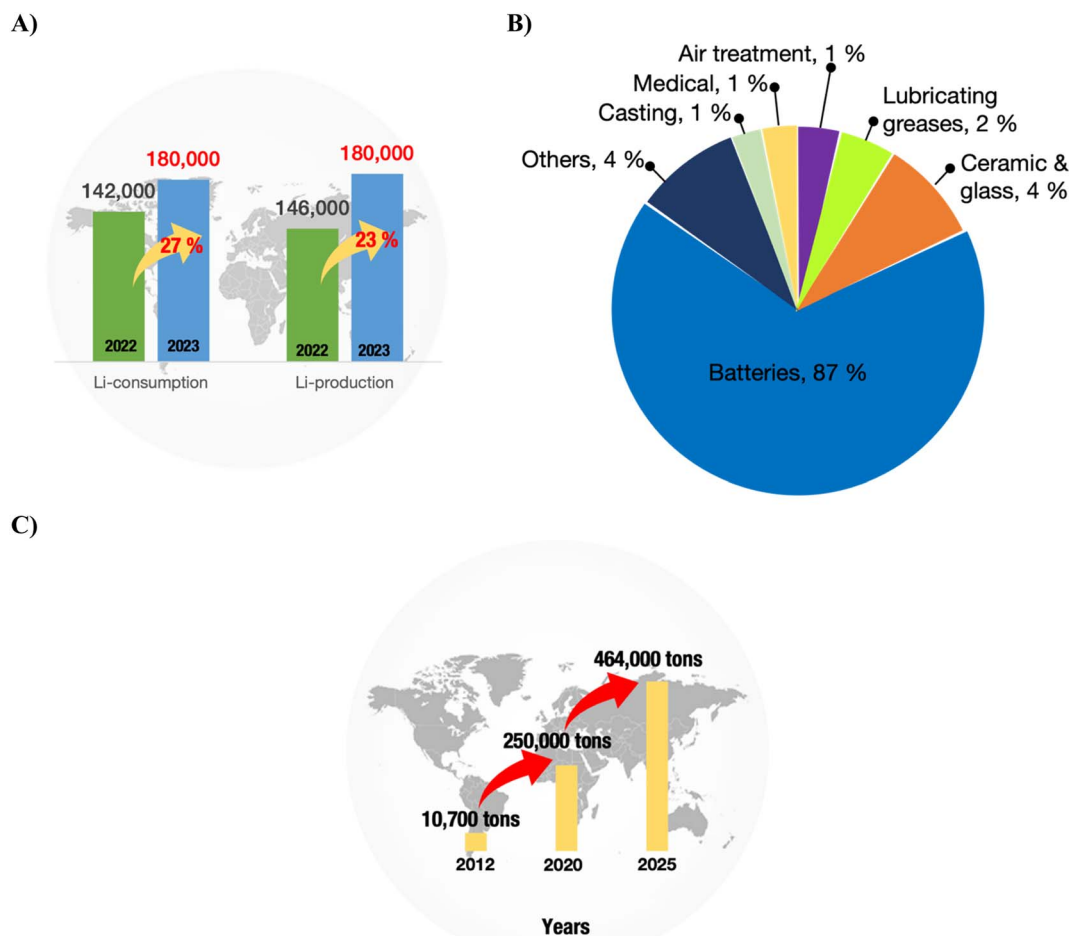 A)
180,000
142,000
27 %
2022
2023
Li-consumption
180,000
146,000
23 %
2022
2023
Li-production
B)
Air treatment, 1 %
Medical, 1 %
Casting, 1 %
Others, 4 %
Lubricating
greases, 2 %
Ceramic &
glass, 4 %
Batteries, 87 %
C)
464,000 tons
250,000 tons
10,700 tons
2012
2020
2025
Years